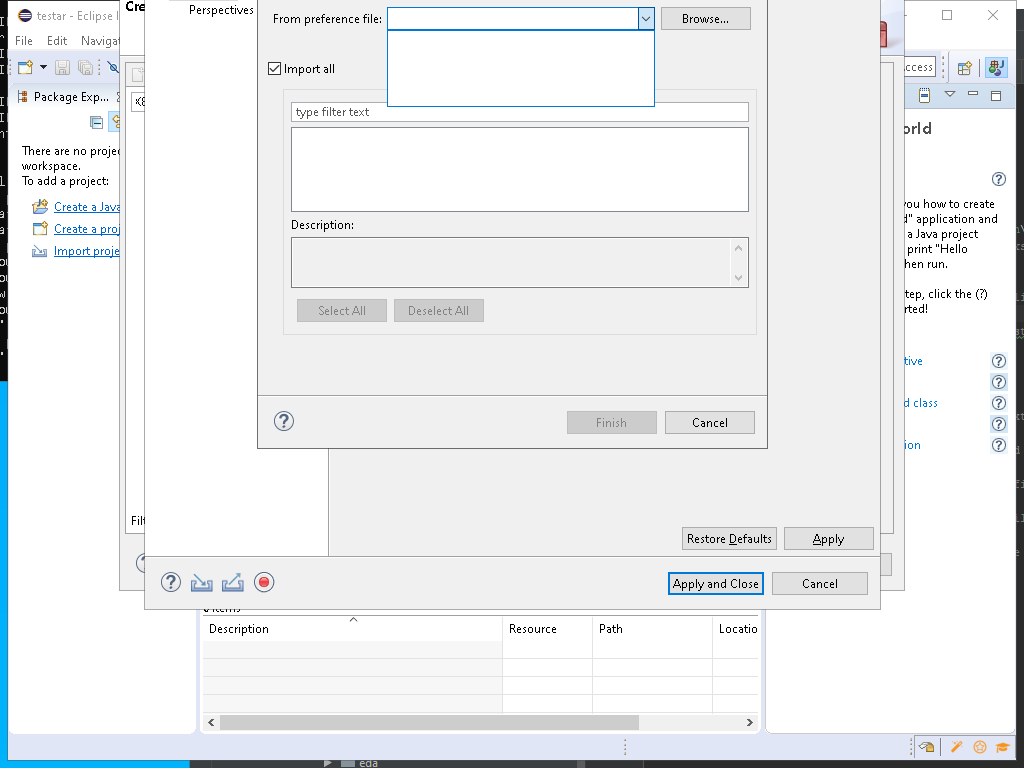 testar - Eclipse I
Cre
Perspectives
From preference file:
Browse...
File Edit Navigat
Import all
ccess
Package Exp...
type filter text
orld
There are no projec
workspace.
To add a project:
Create a Java
Create a proj
Import proje
you how to create
d" application and
a Java project
print "Hello
hen run.
tep, click the (?)
rted!
Description:
Select All
Deselect All
tive
d class
ion
Finish
Cancel
Filt
Restore Defaults
Apply
Apply and Close
Cancel
Description
Resource
Path
Locatio
eda